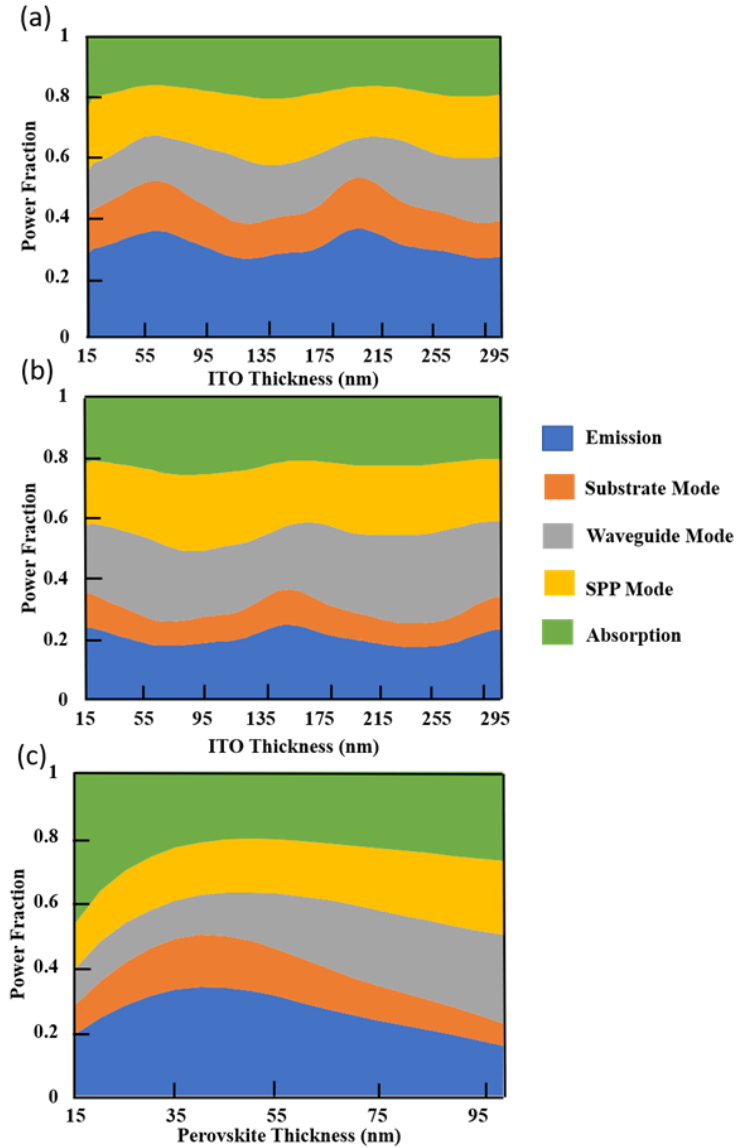 (a)
1
0.8
0.6
0.4
0.2
0
Power Fraction
15 55 95 135 175 215 255 295
ITO Thickness (nm)
(b)
1
0.8
0.6
0.4
0.2
0
Power Fraction
15 55 95 135 175 215 255 295
ITO Thickness (nm)
Emission
Substrate Mode
Waveguide Mode
SPP Mode
Absorption
(c)
1
0.8
0.6
0.4
0.2
0
Power Fraction
15 35 55 75 95
Perovskite Thickness (nm)